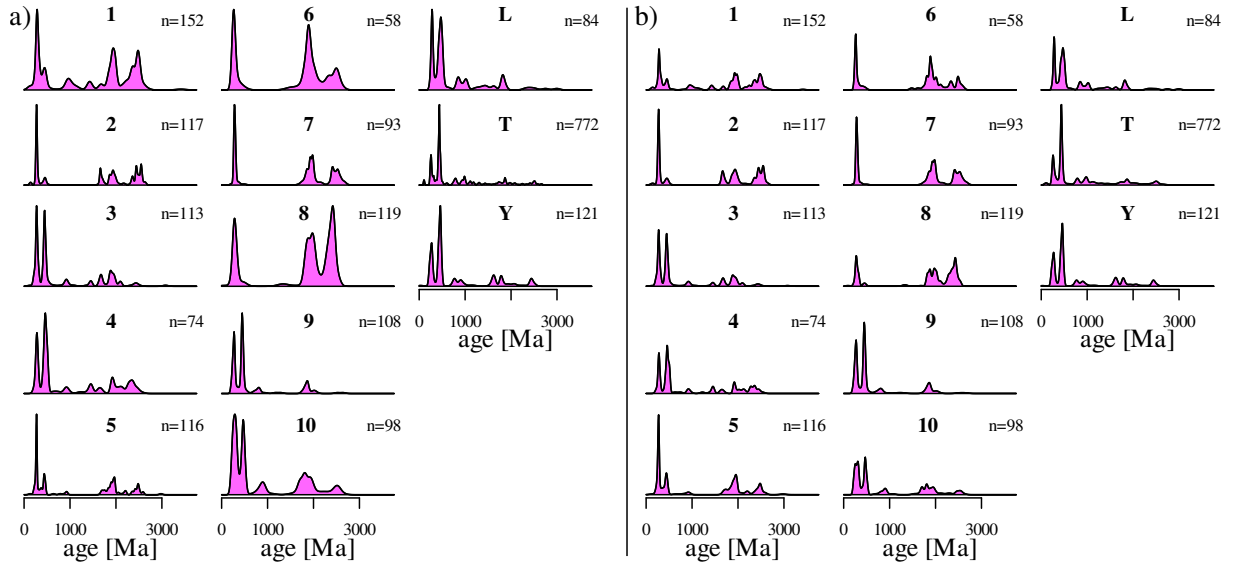 a)
1 n=152
6 n=58
L n=84
2 n=117
7 n=93
T n=772
3 n=113
8 n=119
Y n=121
0 1000 3000
age [Ma]
4 n=74
9 n=108
5 n=116
10 n=98
0 1000 3000
age [Ma]
0 1000 3000
age [Ma]
b)
1 n=152
6 n=58
L n=84
2 n=117
7 n=93
T n=772
3 n=113
8 n=119
Y n=121
0 1000 3000
age [Ma]
4 n=74
9 n=108
5 n=116
10 n=98
0 1000 3000
age [Ma]
0 1000 3000
age [Ma]